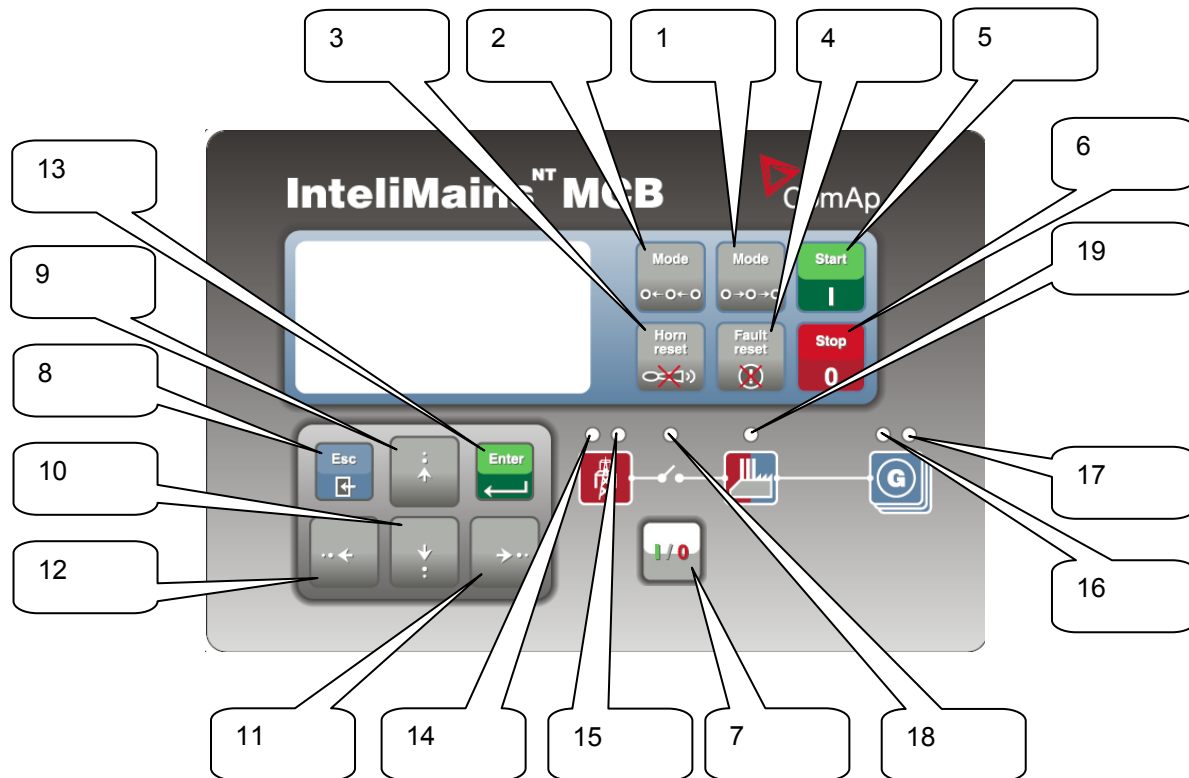 3
2
1
4
5
13
6
InteliMains NT MCB
ComAp
19
9
Mode
Mode
Start
I
8
Horn
reset
Fault
reset
Stop
0
10
Esc
Enter
G
17
12
I / 0
16
11
14
15
7
18